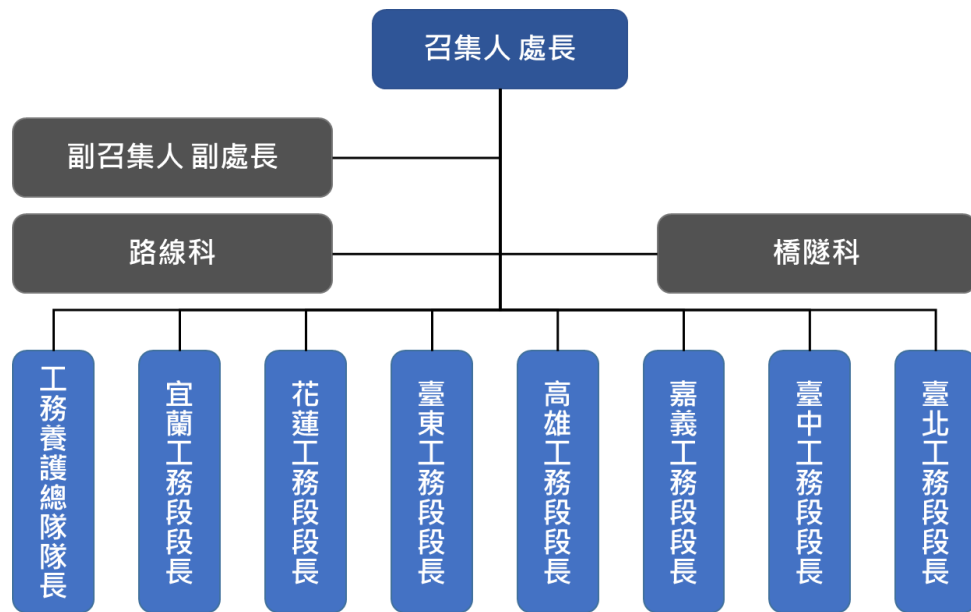 召集人 處長
副召集人 副處長
路線科
橋隧科
工務養護總隊隊長
宜蘭工務段段長
花蓮工務段段長
臺東工務段段長
高雄工務段段長
嘉義工務段段長
臺中工務段段長
臺北工務段段長